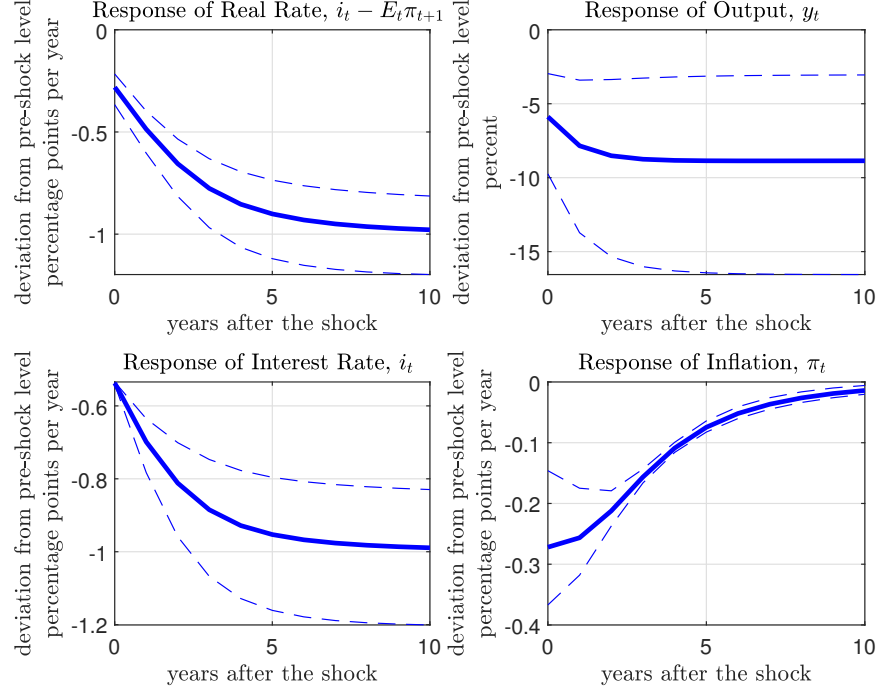 Response of Real Rate, $i_t - E_t\pi_{t+1}$
deviation from pre-shock level
percentage points per year
0
-0.5
-1
0
5
10
years after the shock
Response of Output, $y_t$
deviation from pre-shock level
percent
0
-5
-10
-15
0
5
10
years after the shock
Response of Interest Rate, $i_t$
deviation from pre-shock level
percentage points per year
-0.6
-0.8
-1
-1.2
0
5
10
years after the shock
Response of Inflation, $\pi_t$
deviation from pre-shock level
percentage points per year
0
-0.1
-0.2
-0.3
-0.4
0
5
10
years after the shock